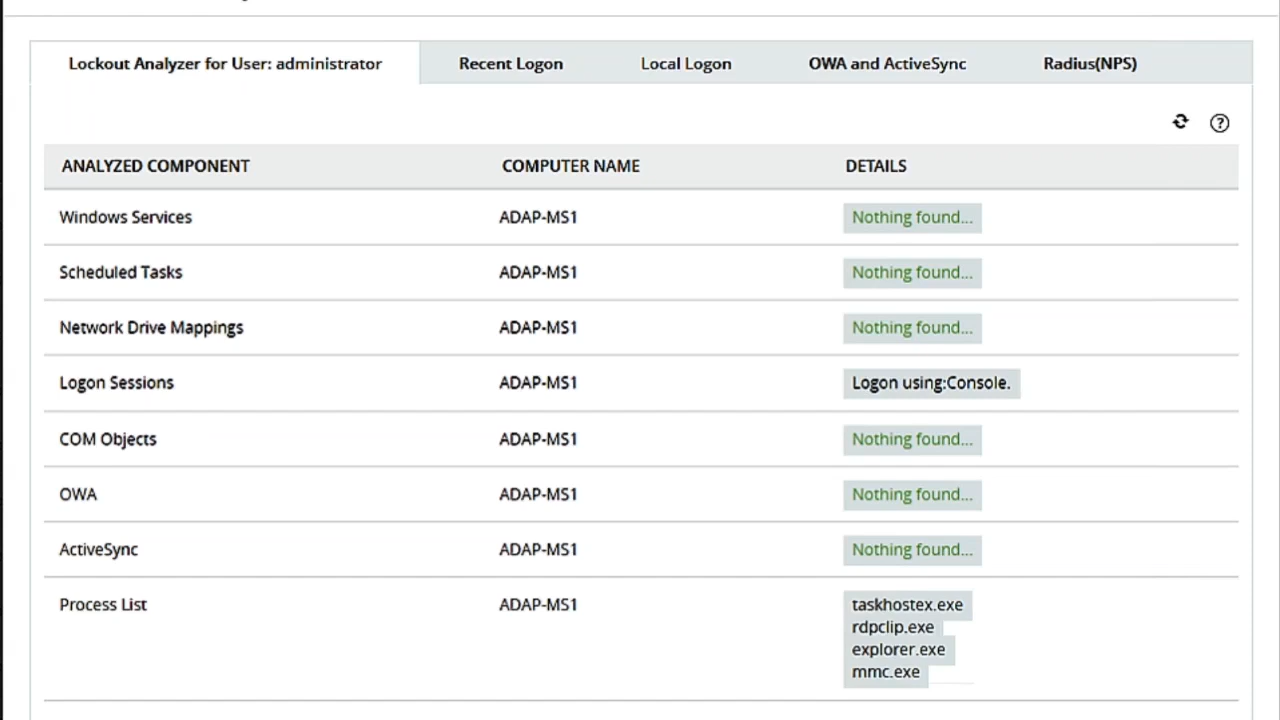 Lockout Analyzer for User: administrator Recent Logon Local Logon OWA and ActiveSync Radius(NPS)
ANALYZED COMPONENT COMPUTER NAME DETAILS
Windows Services ADAP-MS1 Nothing found...
Scheduled Tasks ADAP-MS1 Nothing found...
Network Drive Mappings ADAP-MS1 Nothing found...
Logon Sessions ADAP-MS1 Logon using:Console.
COM Objects ADAP-MS1 Nothing found...
OWA ADAP-MS1 Nothing found...
ActiveSync ADAP-MS1 Nothing found...
Process List ADAP-MS1 taskhostex.exe
rdpclip.exe
explorer.exe
mmc.exe